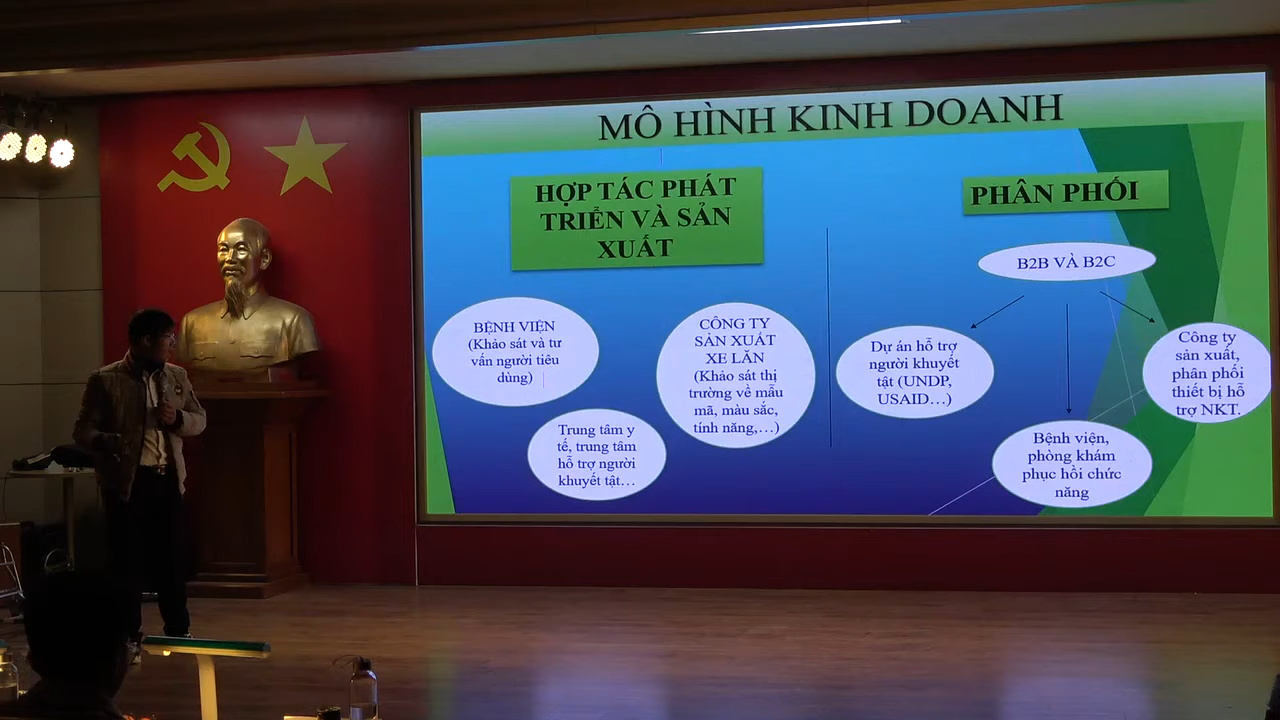 MÔ HÌNH KINH DOANH
HỢP TÁC PHÁT
TRIỂN VÀ SẢN
XUẤT
BỆNH VIỆN
(Khảo sát và tư
vấn người tiêu
dùng)
CÔNG TY
SẢN XUẤT
XE LĂN
(Khảo sát thị
trường về mẫu
mã, màu sắc,
tính năng,...)
Trung tâm y
tế, trung tâm
hỗ trợ người
khuyết tật...
PHÂN PHỐI
B2B VÀ B2C
Dự án hỗ trợ
người khuyết
tật (UNDP,
USAID...)
Bệnh viện,
phòng khám
phục hồi chức
năng
Công ty
sản xuất,
phân phối
thiết bị hỗ
trợ NKT.